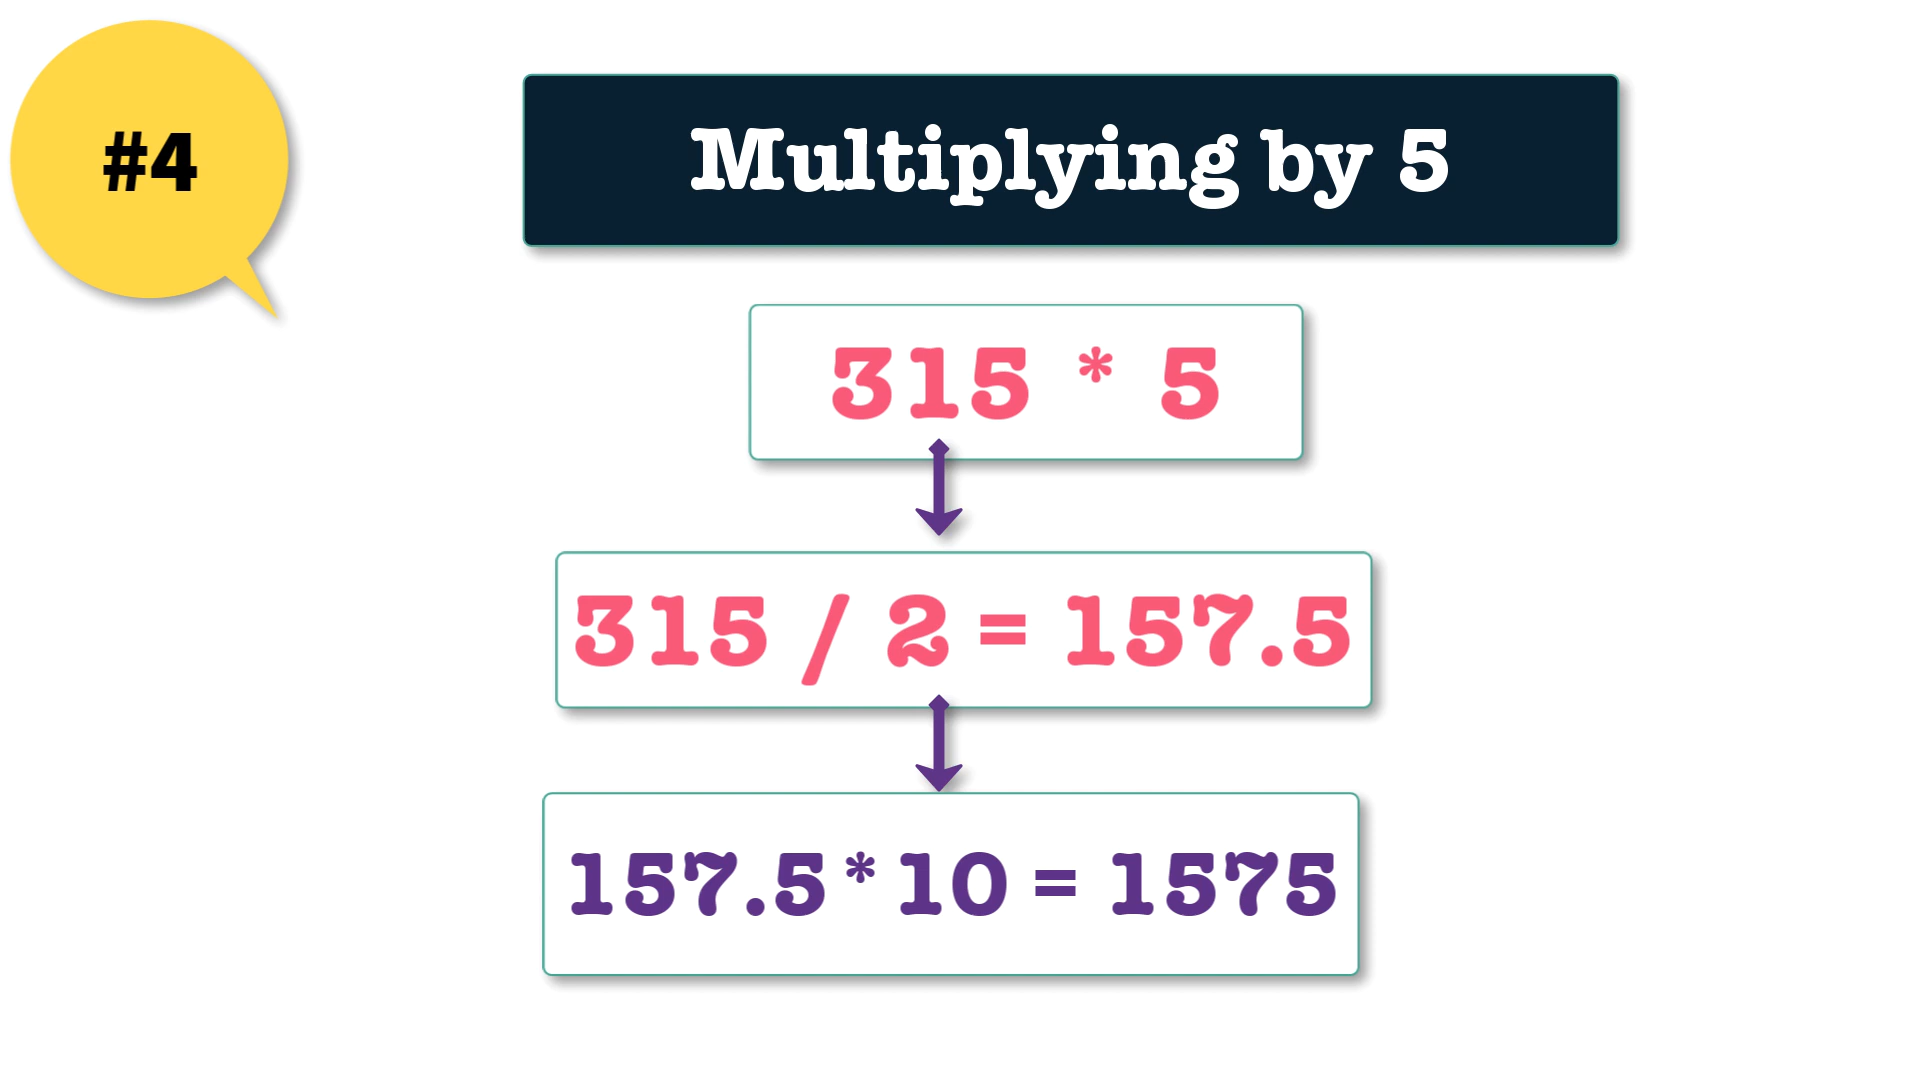 #4
Multiplying by 5
315 * 5
315 / 2 = 157.5
157.5 * 10 = 1575